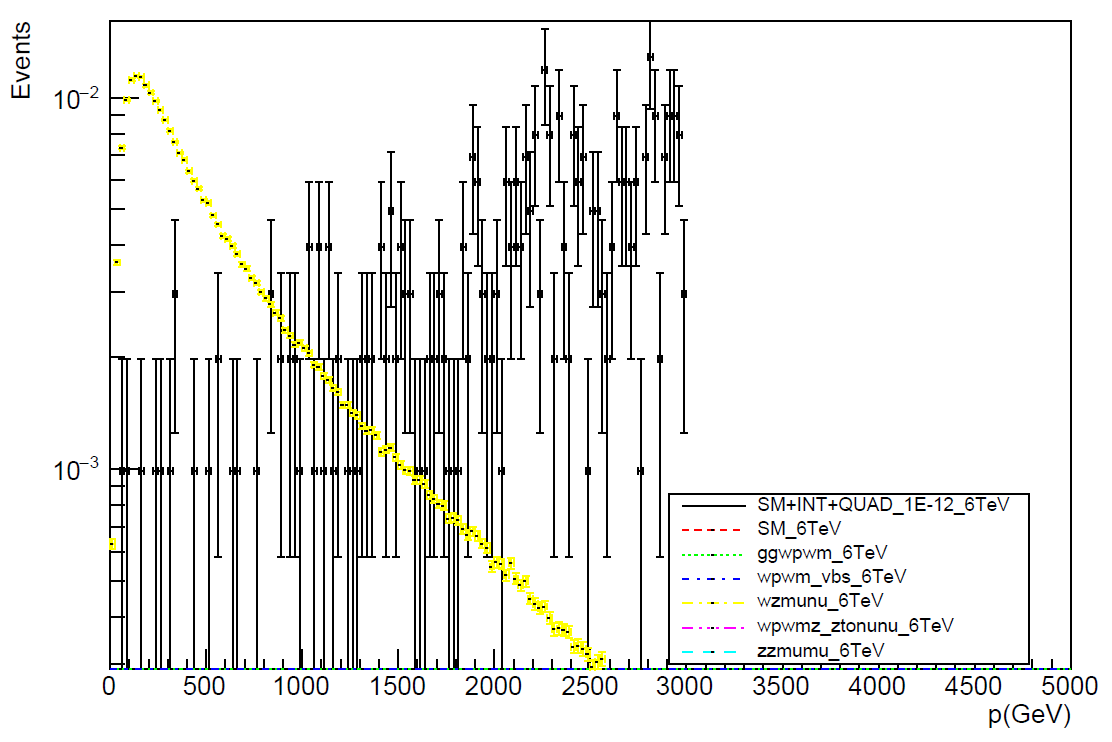 Events
10−2
10−3
SM+INT+QUAD_1E-12_6TeV
SM_6TeV
ggwpwm_6TeV
wpwm_vbs_6TeV
wzmunu_6TeV
wpwmz_ztonunu_6TeV
zzmumu_6TeV
0 500 1000 1500 2000 2500 3000 3500 4000 4500 5000
p(GeV)